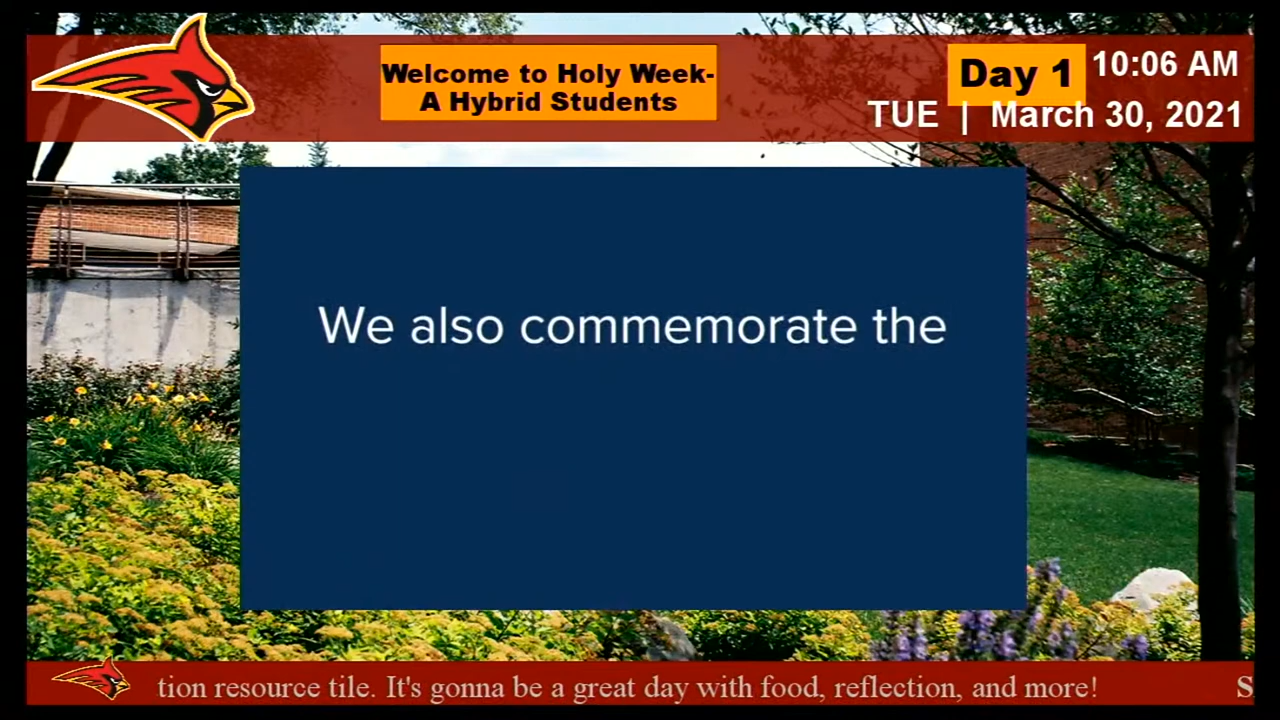 Welcome to Holy Week-
A Hybrid Students
Day 1
10:06 AM
TUE | March 30, 2021
We also commemorate the
tion resource tile. It's gonna be a great day with food, reflection, and more!
S